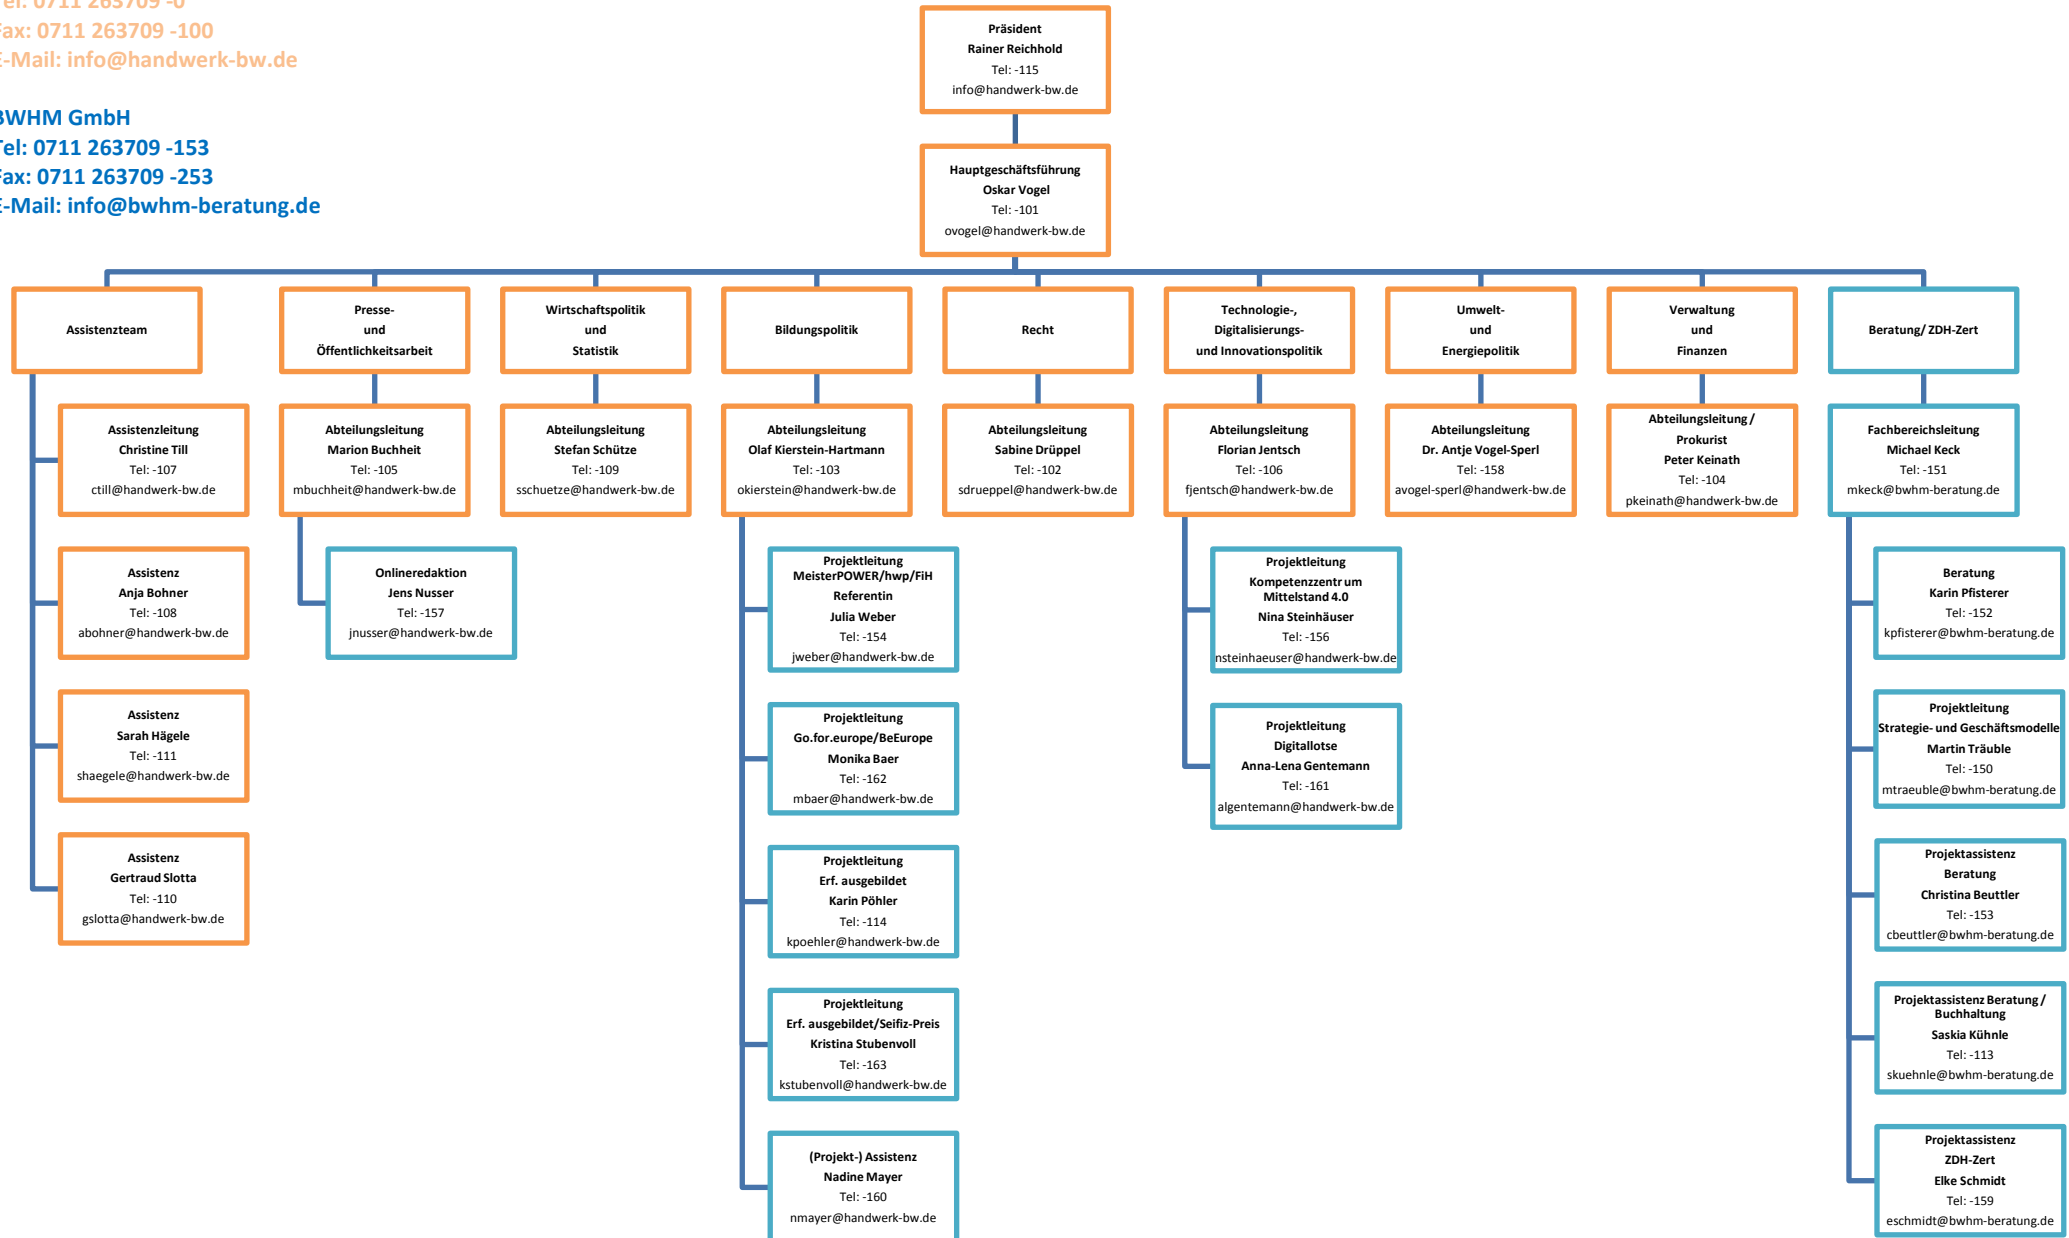 Tel: 0711 263709 -0
Fax: 0711 263709 -100
E-Mail: info@handwerk-bw.de
BWHM GmbH
Tel: 0711 263709 -153
Fax: 0711 263709 -253
E-Mail: info@bwhm-beratung.de
Präsident
Rainer Reichhold
Tel: -115
info@handwerk-bw.de
Hauptgeschäftsführung
Oskar Vogel
Tel: -101
ovogel@handwerk-bw.de
Assistenzteam
Assistenzleitung
Christine Till
Tel: -107
ctill@handwerk-bw.de
Assistenz
Anja Bohner
Tel: -108
abohner@handwerk-bw.de
Assistenz
Sarah Hägele
Tel: -111
shaegele@handwerk-bw.de
Assistenz
Gertraud Slotta
Tel: -110
gslotta@handwerk-bw.de
Presse-
und
Öffentlichkeitsarbeit
Abteilungsleitung
Marion Buchheit
Tel: -105
mbuchheit@handwerk-bw.de
Onlineredaktion
Jens Nusser
Tel: -157
jnusser@handwerk-bw.de
Wirtschaftspolitik
und
Statistik
Abteilungsleitung
Stefan Schütze
Tel: -109
sschuetze@handwerk-bw.de
Bildungspolitik
Abteilungsleitung
Olaf Kierstein-Hartmann
Tel: -103
okierstein@handwerk-bw.de
Projektleitung
MeisterPOWER/hwp/FiH
Referentin
Julia Weber
Tel: -154
jweber@handwerk-bw.de
Projektleitung
Go.for.europe/BeEurope
Monika Baer
Tel: -162
mbaer@handwerk-bw.de
Projektleitung
Erf. ausgebildet
Karin Pöhler
Tel: -114
kpoehler@handwerk-bw.de
Projektleitung
Erf. ausgebildet/Seifiz-Preis
Kristina Stubenvoll
Tel: -163
kstubenvoll@handwerk-bw.de
(Projekt-) Assistenz
Nadine Mayer
Tel: -160
nmayer@handwerk-bw.de
Recht
Abteilungsleitung
Sabine Drüppel
Tel: -102
sdrueppel@handwerk-bw.de
Technologie-,
Digitalisierungs-
und Innovationspolitik
Abteilungsleitung
Florian Jentsch
Tel: -106
fjentsch@handwerk-bw.de
Projektleitung
Kompetenzzentr um
Mittelstand 4.0
Nina Steinhäuser
Tel: -156
nsteinhaeuser@handwerk-bw.de
Projektleitung
Digitallotse
Anna-Lena Gentemann
Tel: -161
algentemann@handwerk-bw.de
Umwelt-
und
Energiepolitik
Abteilungsleitung
Dr. Antje Vogel-Sperl
Tel: -158
avogel-sperl@handwerk-bw.de
Verwaltung
und
Finanzen
Abteilungsleitung /
Prokurist
Peter Keinath
Tel: -104
pkeinath@handwerk-bw.de
Beratung/ ZDH-Zert
Fachbereichsleitung
Michael Keck
Tel: -151
mkeck@bwhm-beratung.de
Beratung
Karin Pfisterer
Tel: -152
kpfisterer@bwhm-beratung.de
Projektleitung
Strategie- und Geschäftsmodelle
Martin Träuble
Tel: -150
mtraeuble@bwhm-beratung.de
Projektassistenz
Beratung
Christina Beuttler
Tel: -153
cbeuttler@bwhm-beratung.de
Projektassistenz Beratung /
Buchhaltung
Saskia Kühnle
Tel: -113
skuehnle@bwhm-beratung.de
Projektassistenz
ZDH-Zert
Elke Schmidt
Tel: -159
eschmidt@bwhm-beratung.de